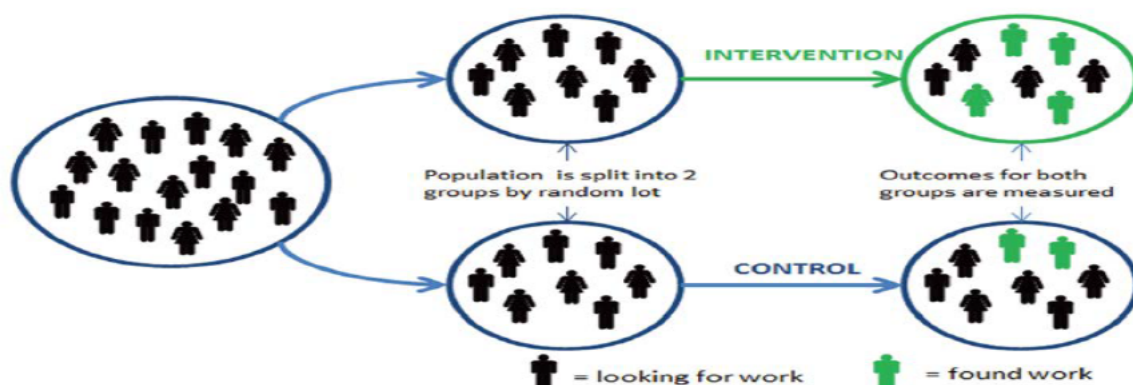 INTERVENTION
Population is split into 2
groups by random lot
Outcomes for both
groups are measured
CONTROL
= looking for work
= found work